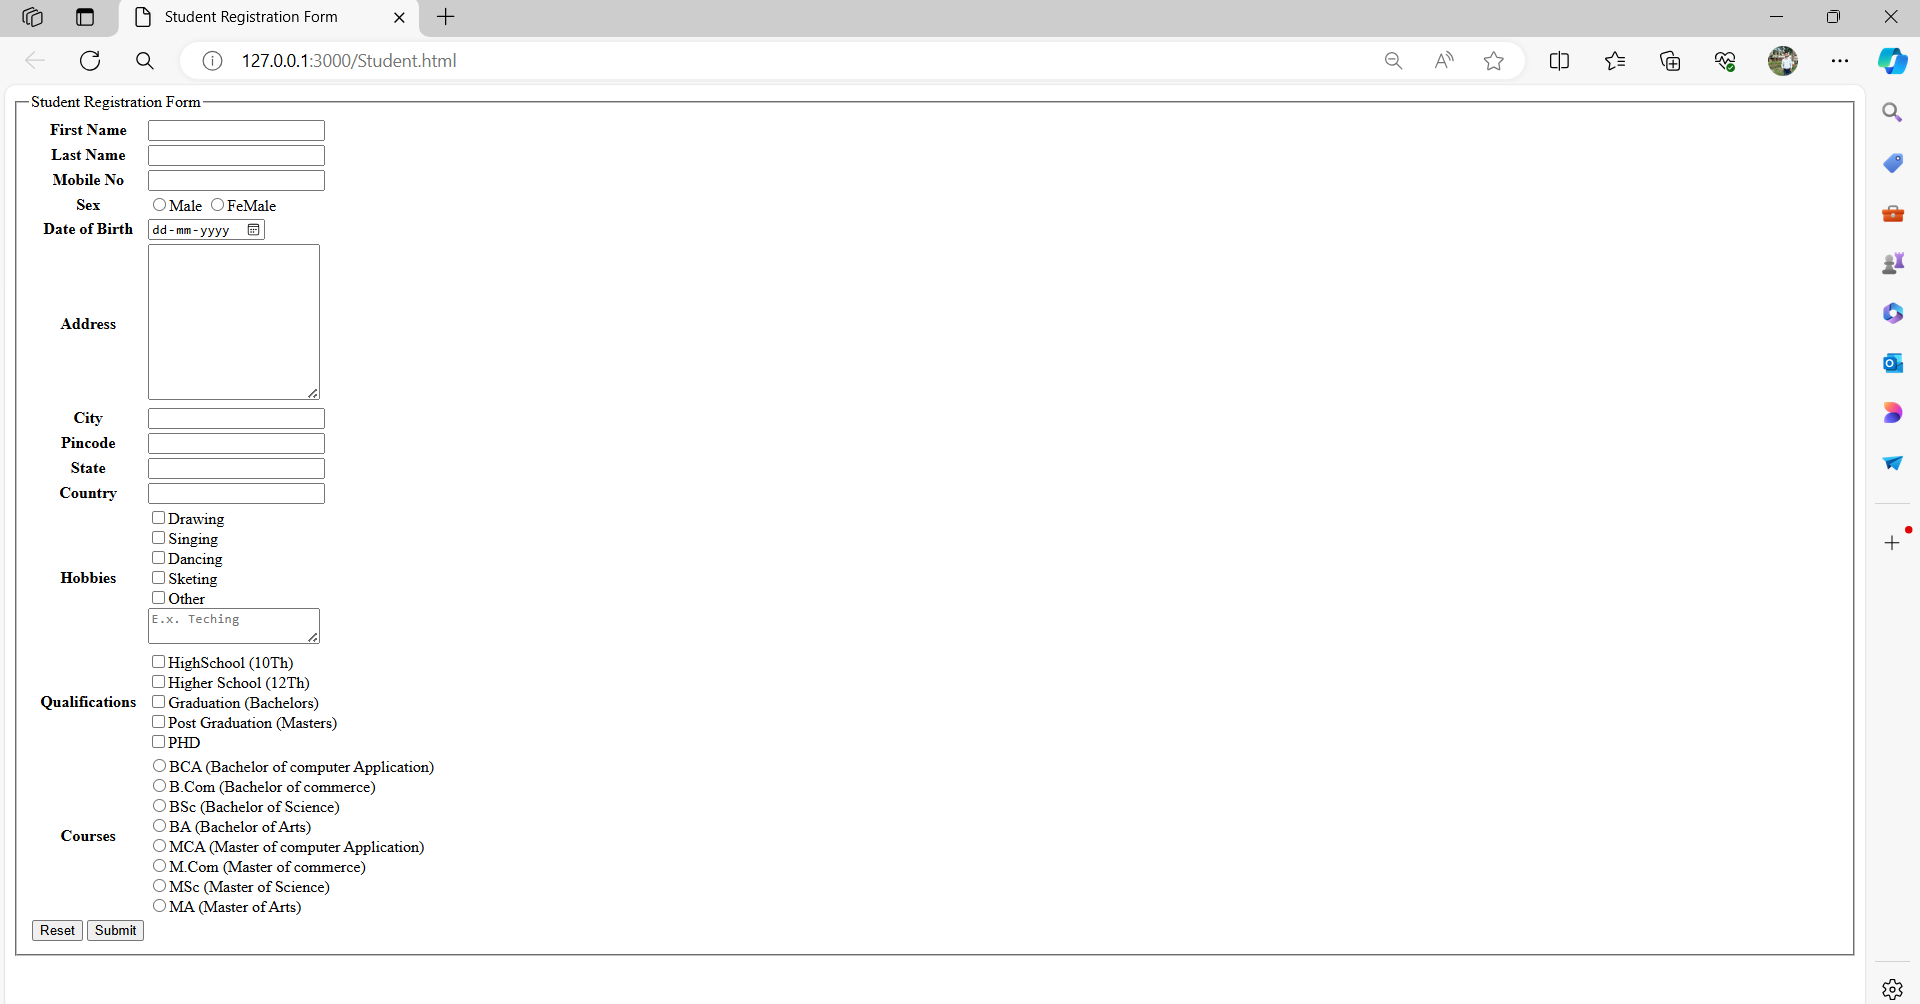 Student Registration Form
127.0.0.1:3000/Student.html
Student Registration Form
First Name
Last Name
Mobile No
Sex Male FeMale
Date of Birth dd-mm-yyyy
Address
City
Pincode
State
Country
Hobbies
Drawing
Singing
Dancing
Sketing
Other
E.x. Teching
Qualifications
HighSchool (10Th)
Higher School (12Th)
Graduation (Bachelors)
Post Graduation (Masters)
PHD
Courses
BCA (Bachelor of computer Application)
B.Com (Bachelor of commerce)
BSc (Bachelor of Science)
BA (Bachelor of Arts)
MCA (Master of computer Application)
M.Com (Master of commerce)
MSc (Master of Science)
MA (Master of Arts)
Reset Submit